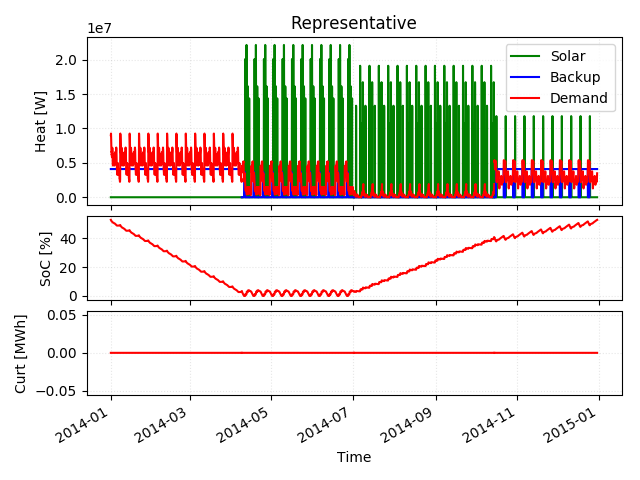 Representative
1e7
Heat [W]
2.0
1.5
1.0
0.5
0.0
Solar
Backup
Demand
SoC [%]
40
20
0
Curt [MWh]
0.05
0.00
−0.05
2014-01
2014-03
2014-05
2014-07
2014-09
2014-11
2015-01
Time